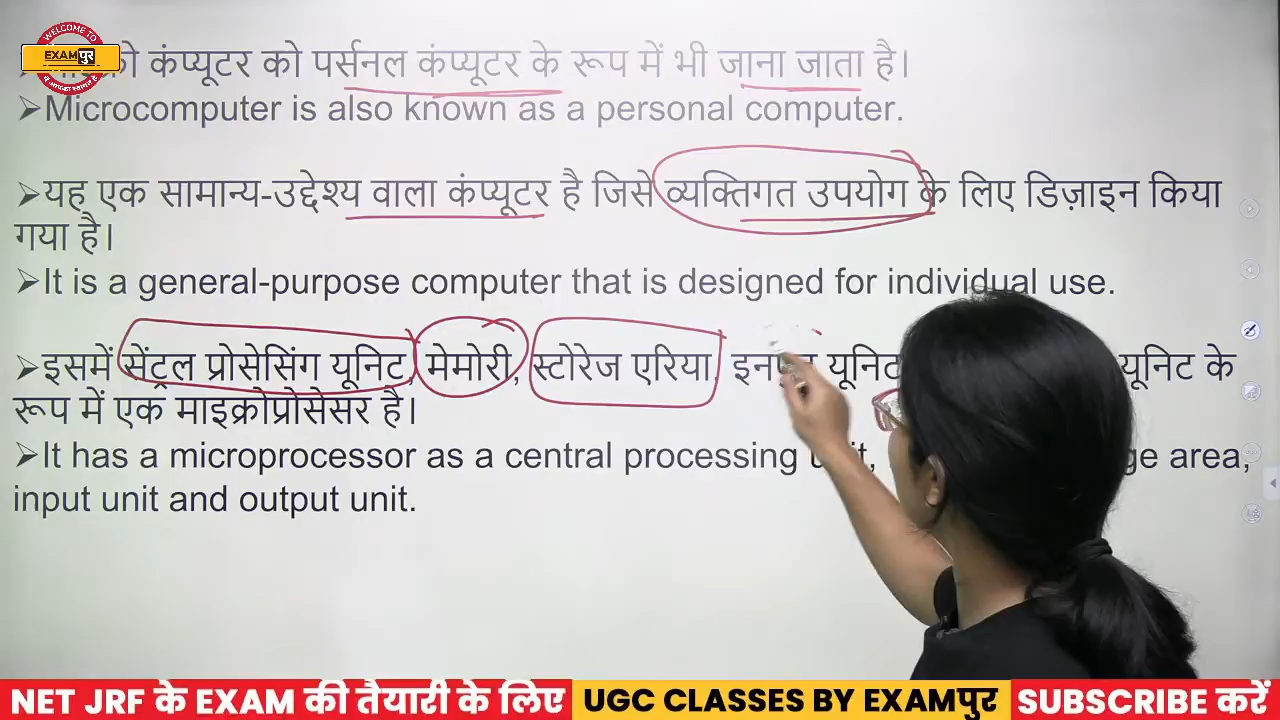 WELCOME TO
EXAMपुर
कंप्यूटर को पर्सनल कंप्यूटर के रूप में भी जाना जाता है।
➢Microcomputer is also known as a personal computer.
➢यह एक सामान्य-उद्देश्य वाला कंप्यूटर है जिसे व्यक्तिगत उपयोग के लिए डिज़ाइन किया
गया है।
➢It is a general-purpose computer that is designed for individual use.
➢इसमें सेंट्रल प्रोसेसिंग यूनिट, मेमोरी, स्टोरेज एरिया, यूनिट के
रूप में एक माइक्रोप्रोसेसर है।
➢It has a microprocessor as a central processing area,
input unit and output unit.
NET JRF के EXAM की तैयारी के लिए UGC CLASSES BY EXAMपुर SUBSCRIBE करें